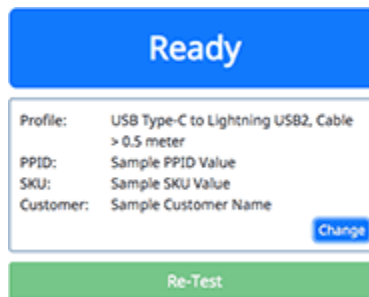 Ready
Profile: USB Type-C to Lightning USB2, Cable
> 0.5 meter
PPID: Sample PPID Value
SKU: Sample SKU Value
Customer: Sample Customer Name
Change
Re-Test